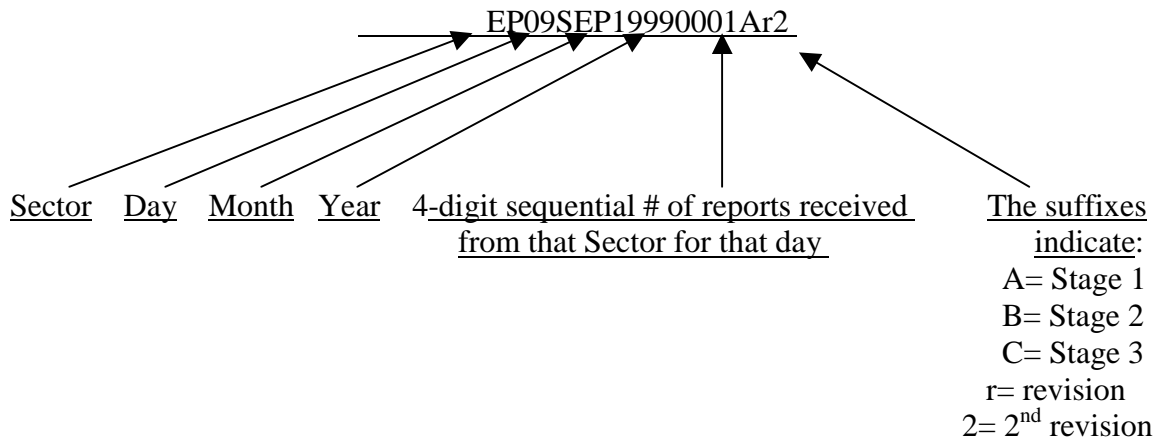 EP09SEP19990001Ar2
Sector Day Month Year 4-digit sequential # of reports received The suffixes
from that Sector for that day indicate:
A= Stage 1
B= Stage 2
C= Stage 3
r= revision
2= 2nd revision